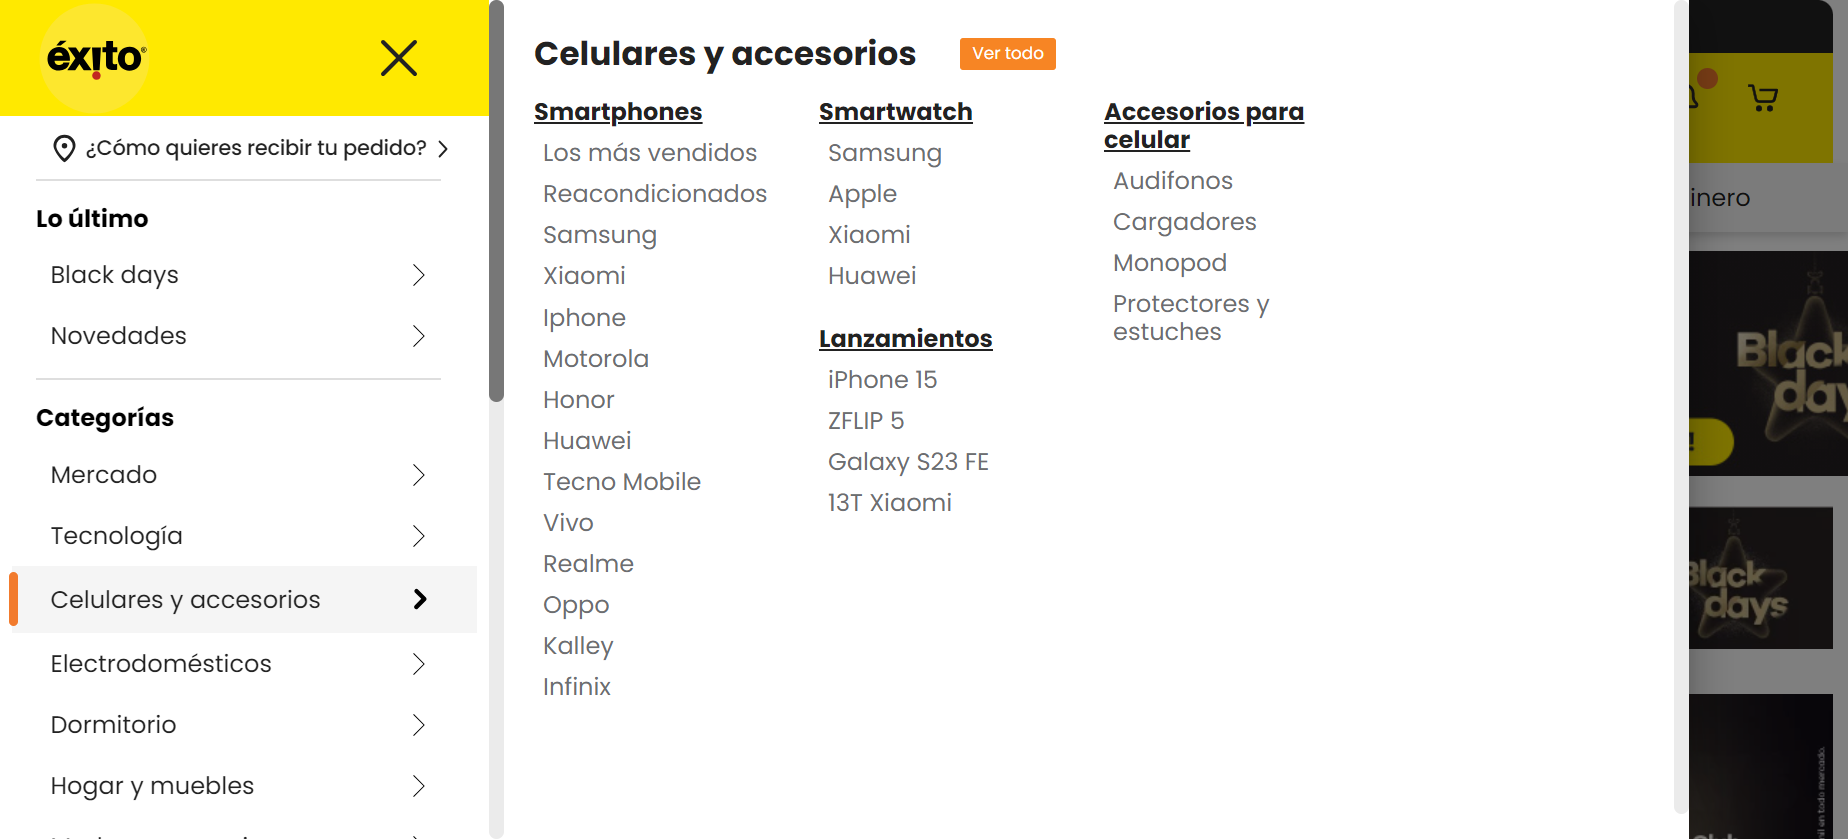 éxito
¿Cómo quieres recibir tu pedido?
Lo último
Black days
Novedades
Categorías
Mercado
Tecnología
Celulares y accesorios
Electrodomésticos
Dormitorio
Hogar y muebles
Celulares y accesorios
Ver todo
Smartphones
Los más vendidos
Reacondicionados
Samsung
Xiaomi
Iphone
Motorola
Honor
Huawei
Tecno Mobile
Vivo
Realme
Oppo
Kalley
Infinix
Smartwatch
Samsung
Apple
Xiaomi
Huawei
Lanzamientos
iPhone 15
ZFLIP 5
Galaxy S23 FE
13T Xiaomi
Accesorios para
celular
Audifonos
Cargadores
Monopod
Protectores y
estuches
inero
Black
day
Black
days